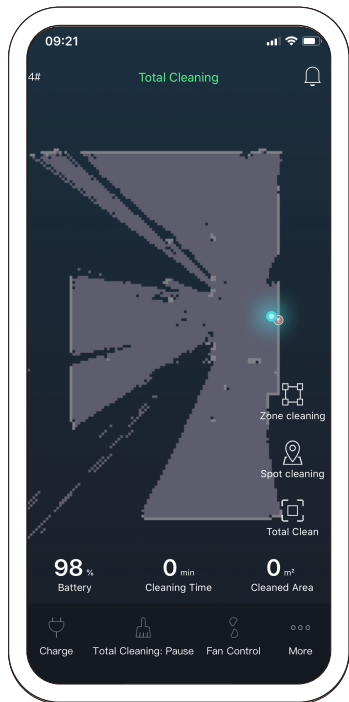 09:21
4#
Total Cleaning
Zone cleaning
Spot cleaning
Total Clean
98 %
0 min
0 m²
Battery
Cleaning Time
Cleaned Area
Charge
Total Cleaning: Pause
Fan Control
More